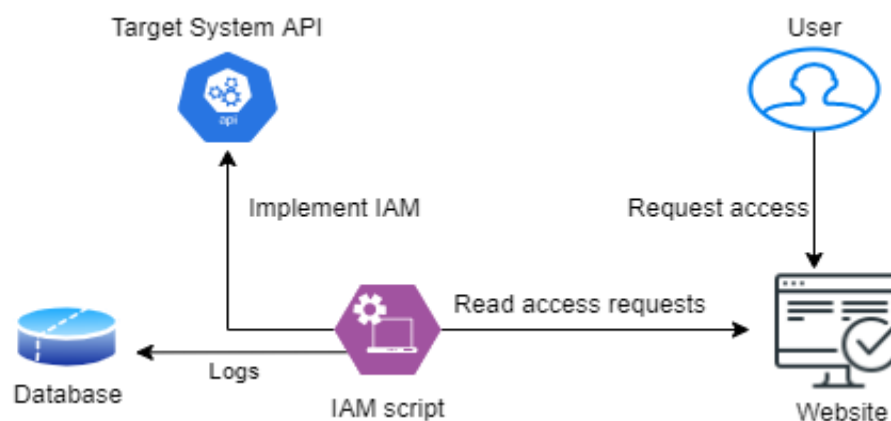 Target System API
User
api
Implement IAM
Request access
Read access requests
Logs
Database
IAM script
Website